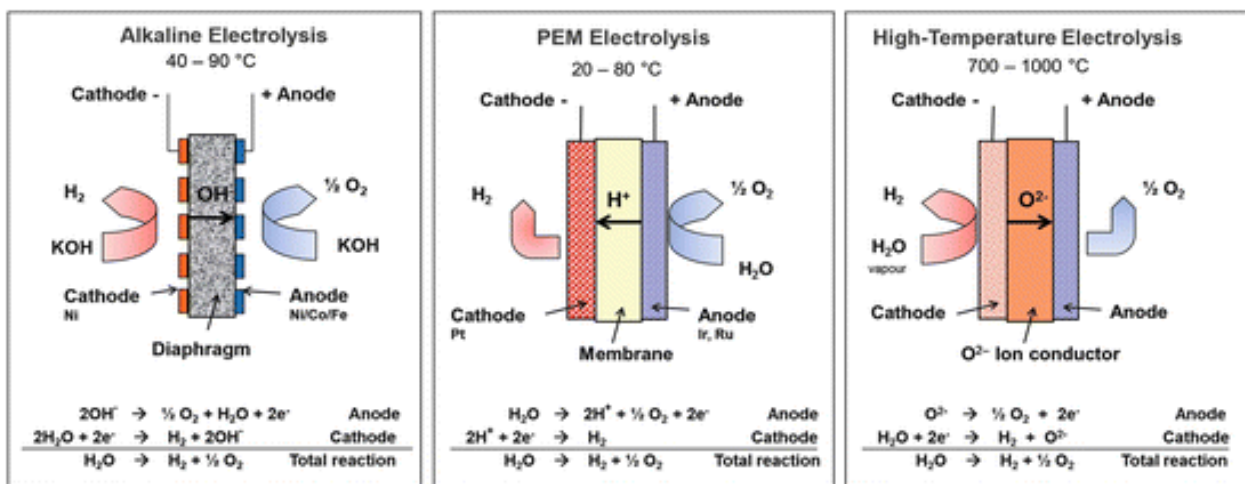 Alkaline Electrolysis
40 – 90 °C
Cathode -
+ Anode
H₂
OH⁻
½ O₂
KOH
KOH
Cathode
Ni
Anode
Ni/Co/Fe
Diaphragm
2OH⁻ → ½ O₂ + H₂O + 2e⁻ Anode
2H₂O + 2e⁻ → H₂ + 2OH⁻ Cathode
H₂O → H₂ + ½ O₂ Total reaction
PEM Electrolysis
20 – 80 °C
Cathode -
+ Anode
H₂
H⁺
½ O₂
H₂O
Cathode
Pt
Anode
Ir, Ru
Membrane
H₂O → 2H⁺ + ½ O₂ + 2e⁻ Anode
2H⁺ + 2e⁻ → H₂ Cathode
H₂O → H₂ + ½ O₂ Total reaction
High-Temperature Electrolysis
700 – 1000 °C
Cathode -
+ Anode
H₂
O²⁻
½ O₂
H₂O
vapour
Cathode
Anode
O²⁻ Ion conductor
O²⁻ → ½ O₂ + 2e⁻ Anode
H₂O + 2e⁻ → H₂ + O²⁻ Cathode
H₂O → H₂ + ½ O₂ Total reaction